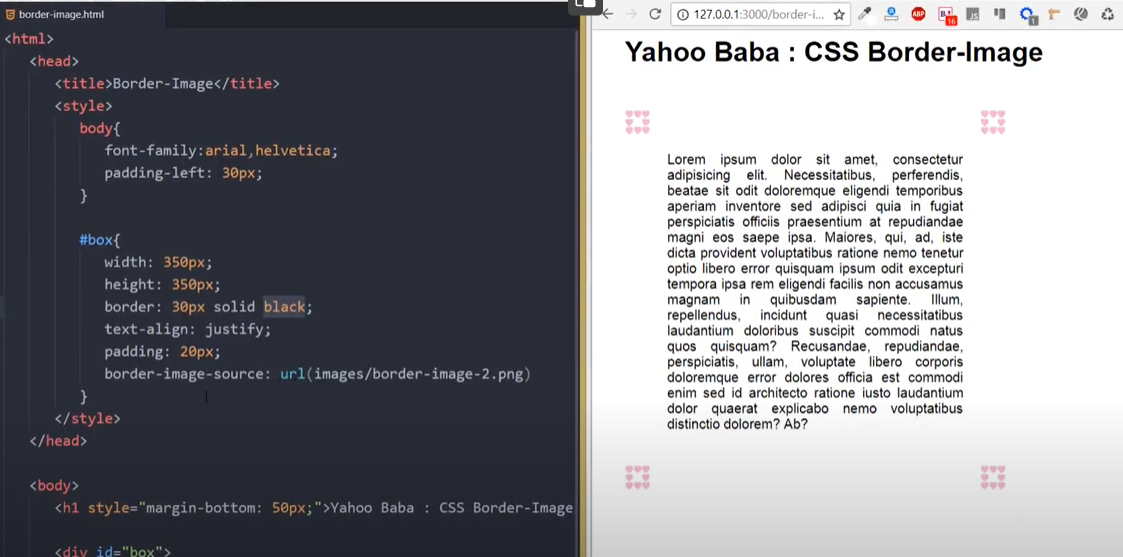 border-image.html
<html>
<head>
<title>Border-Image</title>
<style>
body{
font-family:arial,helvetica;
padding-left: 30px;
}
#box{
width: 350px;
height: 350px;
border: 30px solid black;
text-align: justify;
padding: 20px;
border-image-source: url(images/border-image-2.png)
}
</style>
</head>
<body>
<h1 style="margin-bottom: 50px;">Yahoo Baba : CSS Border-Image
<div id="box">
127.0.0.1:3000/border-i...
ABP
16
JS
1
Yahoo Baba : CSS Border-Image
Lorem ipsum dolor sit amet, consectetur
adipisicing elit. Necessitatibus, perferendis,
beatae sit odit doloremque eligendi temporibus
aperiam inventore sed adipisci quia in fugiat
perspiciatis officiis praesentium at repudiandae
magni eos saepe ipsa. Maiores, qui, ad, iste
dicta provident voluptatibus ratione nemo tenetur
optio libero error quisquam ipsum odit excepturi
tempora ipsa rem eligendi facilis non accusamus
magnam in quibusdam sapiente. Illum,
repellendus, incidunt quasi necessitatibus
laudantium doloribus suscipit commodi natus
quos quisquam? Recusandae, repudiandae,
perspiciatis, ullam, voluptate libero corporis
doloremque error dolores officia est commodi
enim sed id architecto ratione iusto laudantium
dolor quaerat explicabo nemo voluptatibus
distinctio dolorem? Ab?